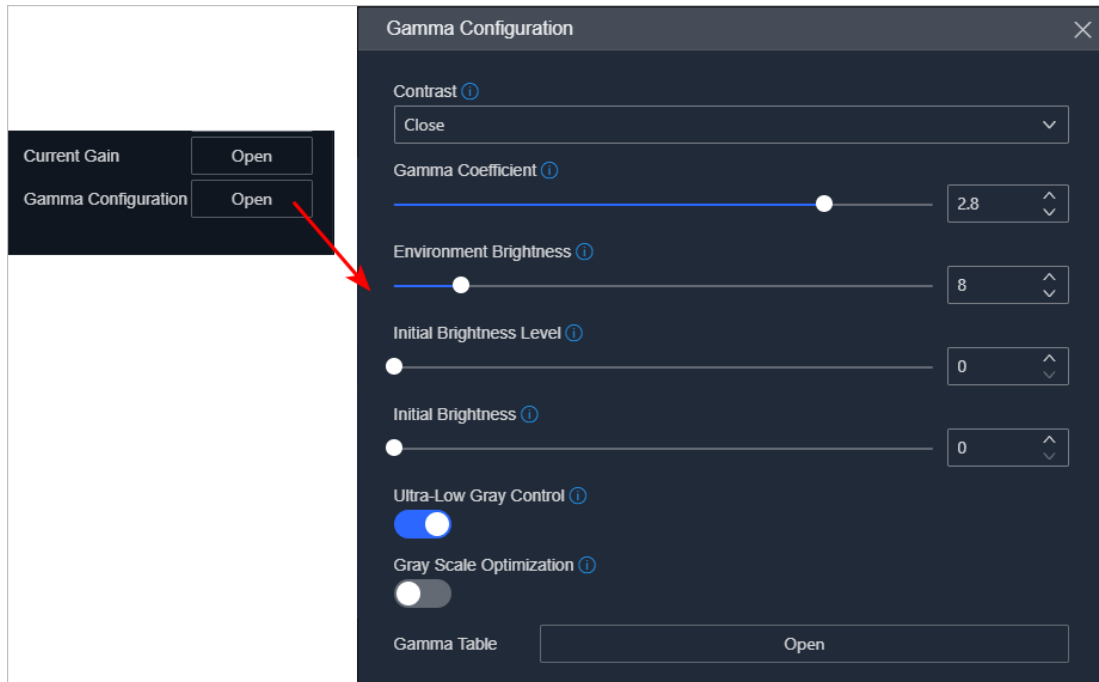 Current Gain
Open
Gamma Configuration
Open
Gamma Configuration
Contrast
Close
Gamma Coefficient
2.8
Environment Brightness
8
Initial Brightness Level
0
Initial Brightness
0
Ultra-Low Gray Control
Gray Scale Optimization
Gamma Table
Open